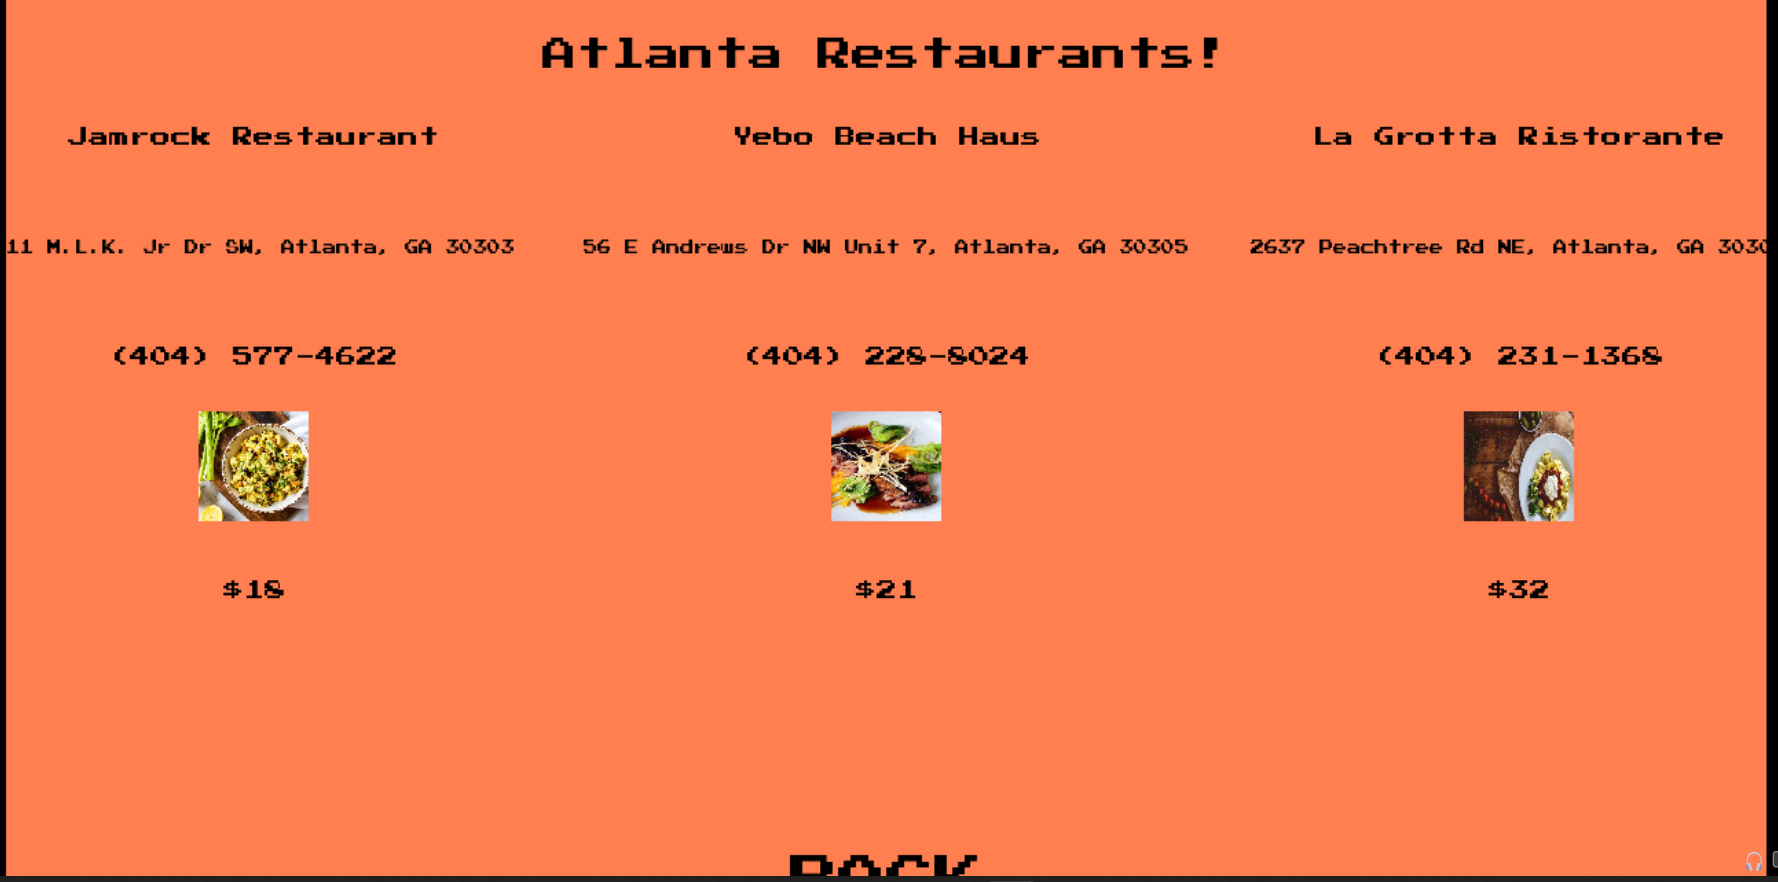 Atlanta Restaurants!
Jamrock Restaurant
Yebo Beach Haus
La Grotta Ristorante
11 M.L.K. Jr Dr SW, Atlanta, GA 30303
56 E Andrews Dr NW Unit 7, Atlanta, GA 30305
2637 Peachtree Rd NE, Atlanta, GA
(404) 577-4622
(404) 228-8024
(404) 231-1368
$18
$21
$32
BACK